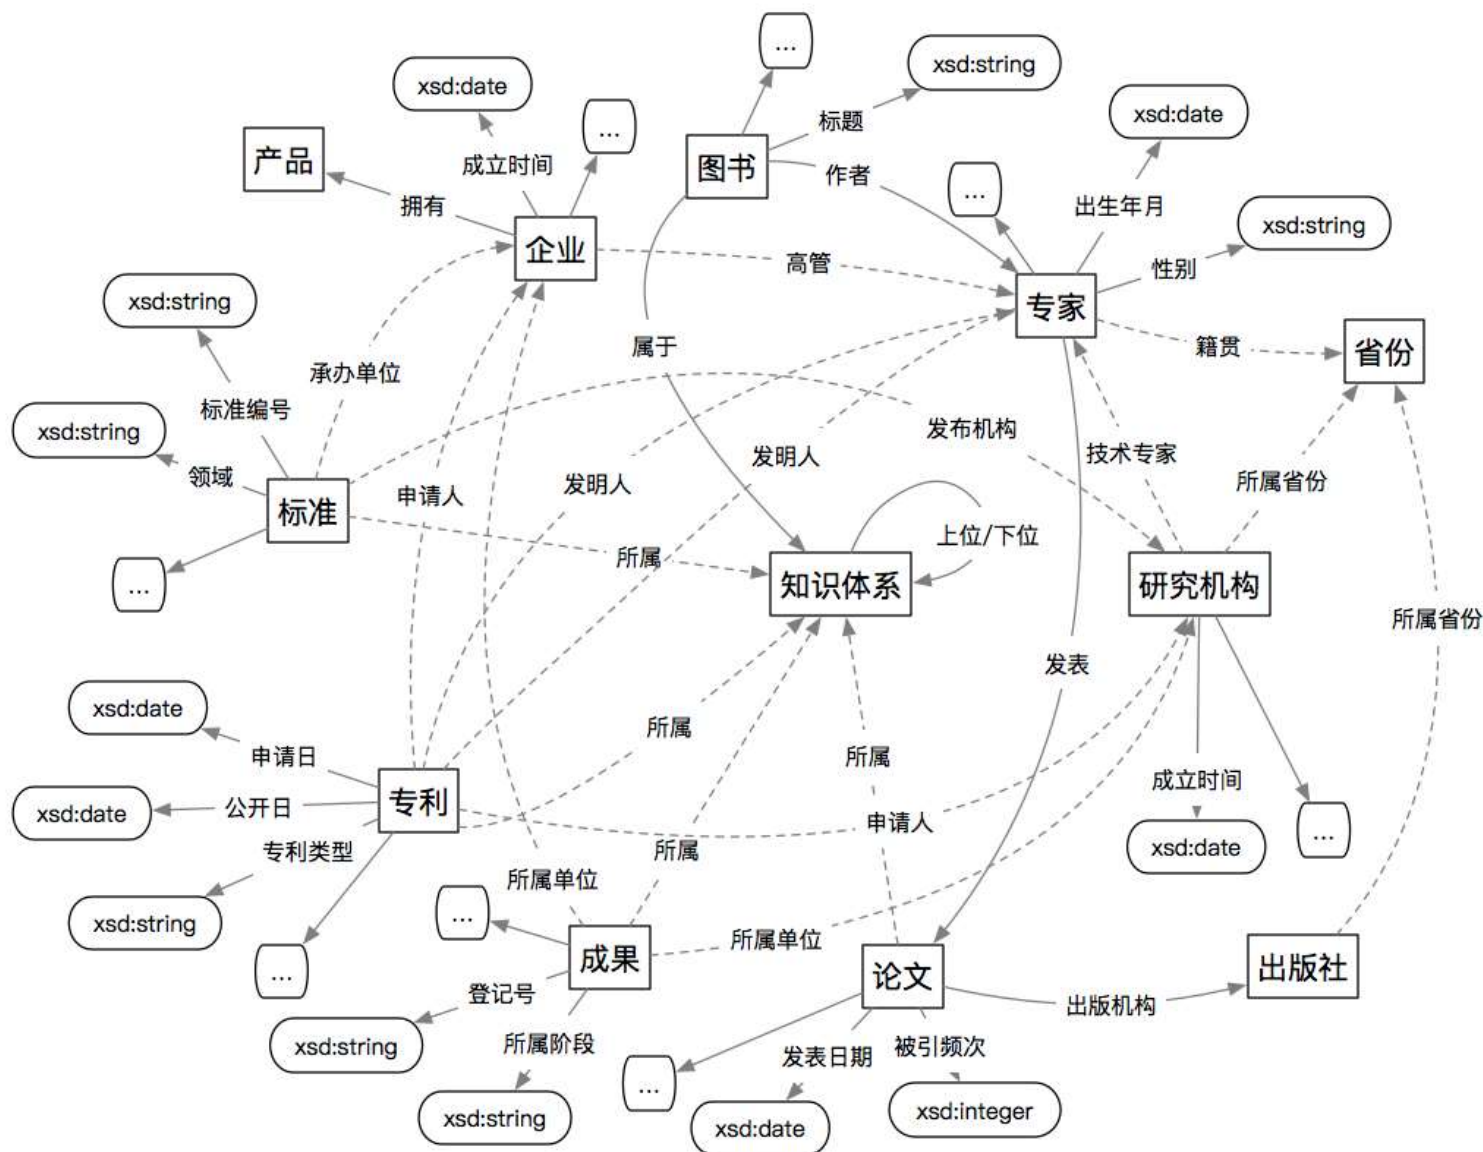 ...
xsd:string
xsd:date
标题
xsd:date
...
产品
成立时间
图书
作者
...
拥有
出生年月
xsd:string
企业
高管
性别
xsd:string
专家
籍贯
省份
属于
承办单位
标准编号
xsd:string
发布机构
技术专家
领域
申请人
发明人
发明人
所属省份
标准
上位/下位
所属
知识体系
研究机构
...
所属省份
发表
xsd:date
所属
申请日
所属
成立时间
专利
xsd:date
公开日
申请人
...
专利类型
所属
xsd:date
所属单位
xsd:string
...
所属单位
成果
出版社
...
论文
登记号
出版机构
xsd:string
所属阶段
发表日期
被引频次
...
xsd:string
xsd:date
xsd:integer